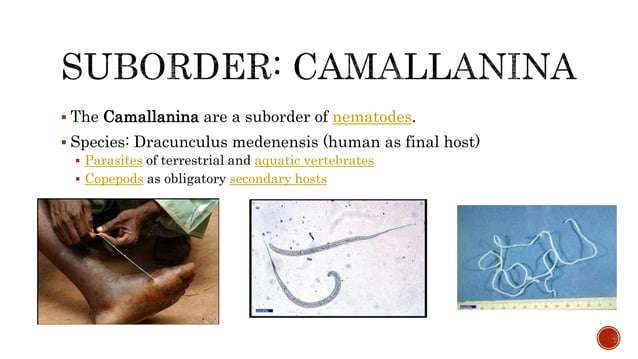 SUBORDER: CAMALLANINA
▪ The Camallanina are a suborder of nematodes.
▪ Species: Dracunculus medenensis (human as final host)
▪ Parasites of terrestrial and aquatic vertebrates
▪ Copepods as obligatory secondary hosts